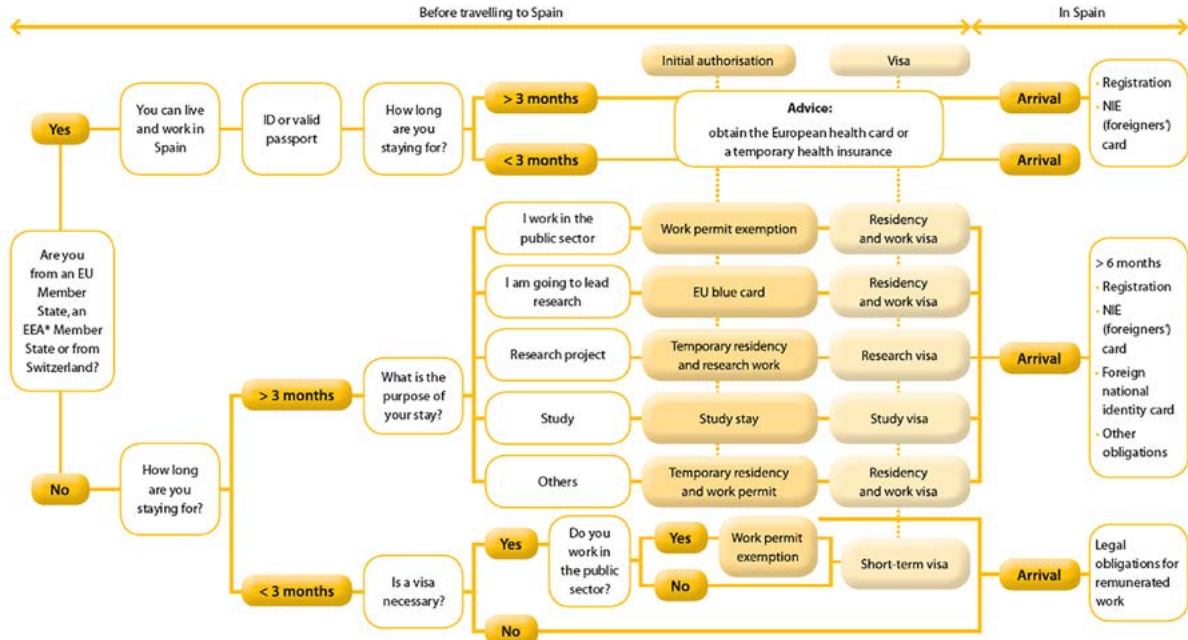 Before travelling to Spain
In Spain
Initial authorisation
Visa
Yes
You can live
and work in
Spain
ID or valid
passport
How long
are you
staying for?
> 3 months
< 3 months
Advice:
obtain the European health card or
a temporary health insurance
Arrival
Arrival
• Registration
• NIE
(foreigners')
card
Are you
from an EU
Member
State, an
EEA* Member
State or from
Switzerland?
No
How long
are you
staying for?
> 3 months
What is the
purpose of
your stay?
I work in the
public sector
Work permit exemption
Residency
and work visa
I am going to lead
research
EU blue card
Residency
and work visa
Research project
Temporary residency
and research work
Research visa
Study
Study stay
Study visa
Others
Temporary residency
and work permit
Residency
and work visa
Arrival
> 6 months
• Registration
• NIE
(foreigners')
card
• Foreign
national
identity card
• Other
obligations
< 3 months
Is a visa
necessary?
Yes
Do you
work in
the public
sector?
Yes
Work permit
exemption
No
Short-term visa
No
Arrival
Legal
obligations for
remunerated
work